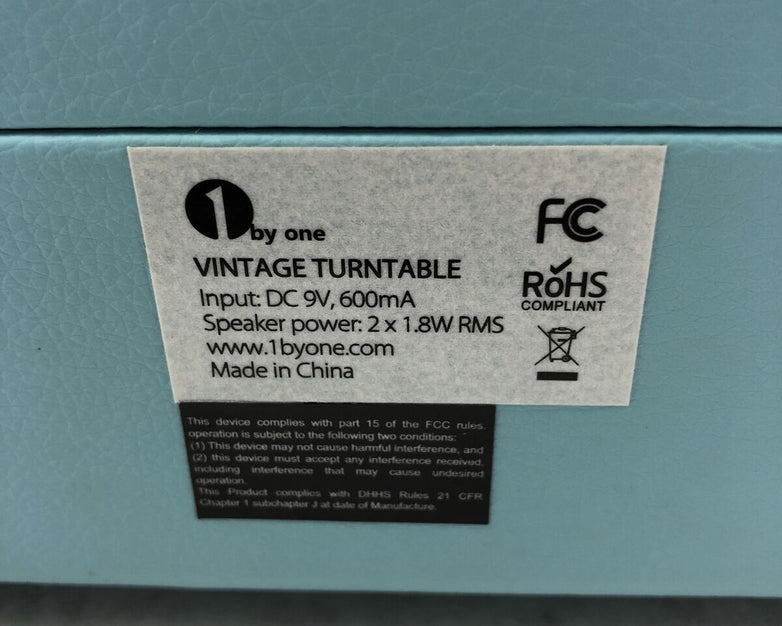 1 by one
FC
VINTAGE TURNTABLE
Input: DC 9V, 600mA
RoHS
COMPLIANT
Speaker power: 2 x 1.8W RMS
www.1byone.com
Made in China
This device complies with part 15 of the FCC rules.
operation is subject to the following two conditions:
(1) This device may not cause harmful interference, and
(2) this device must accept any interference received,
including interference that may cause undesired
operation.
This Product complies with DHHS Rules 21 CFR
Chapter 1 subchapter J at date of Manufacture.